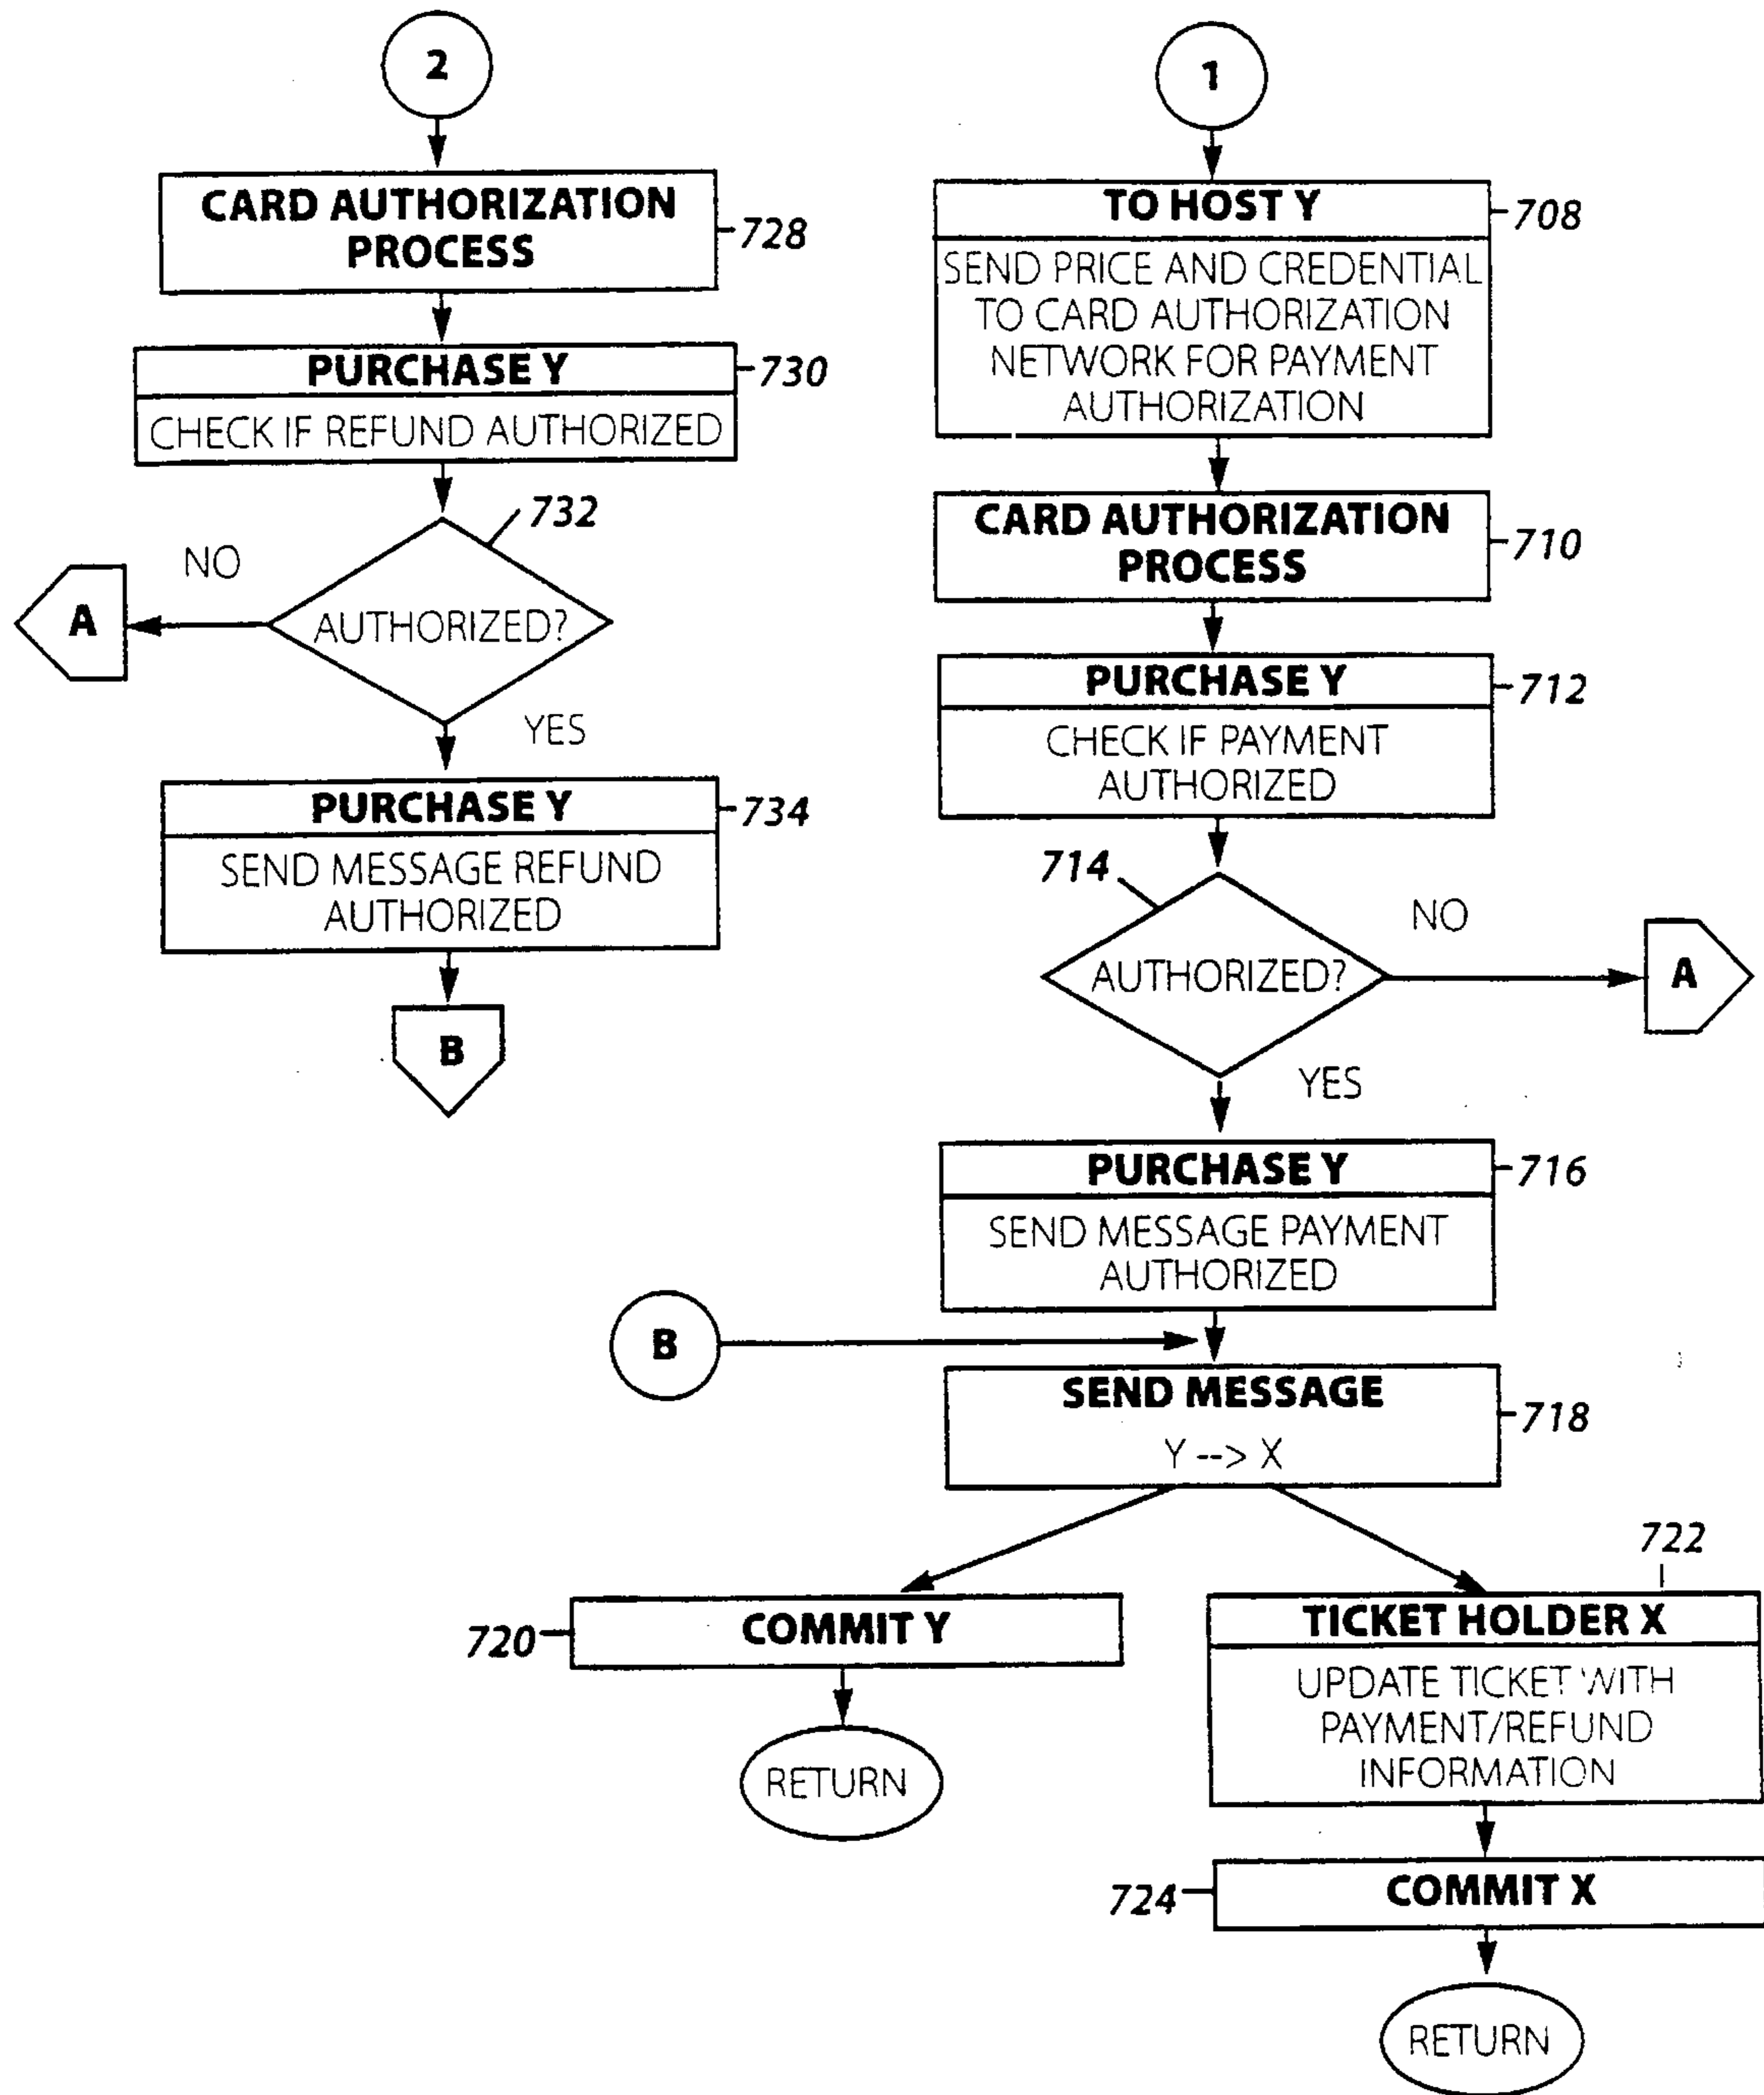 2
CARD AUTHORIZATION
PROCESS
728
PURCHASE Y
730
CHECK IF REFUND AUTHORIZED
732
NO
A
AUTHORIZED?
YES
PURCHASE Y
734
SEND MESSAGE REFUND
AUTHORIZED
B
1
TO HOST Y
708
SEND PRICE AND CREDENTIAL
TO CARD AUTHORIZATION
NETWORK FOR PAYMENT
AUTHORIZATION
CARD AUTHORIZATION
PROCESS
710
PURCHASE Y
712
CHECK IF PAYMENT
AUTHORIZED
714
NO
AUTHORIZED?
A
YES
PURCHASE Y
716
SEND MESSAGE PAYMENT
AUTHORIZED
B
SEND MESSAGE
718
Y --> X
720
COMMIT Y
RETURN
722
TICKET HOLDER X
UPDATE TICKET WITH
PAYMENT/REFUND
INFORMATION
724
COMMIT X
RETURN